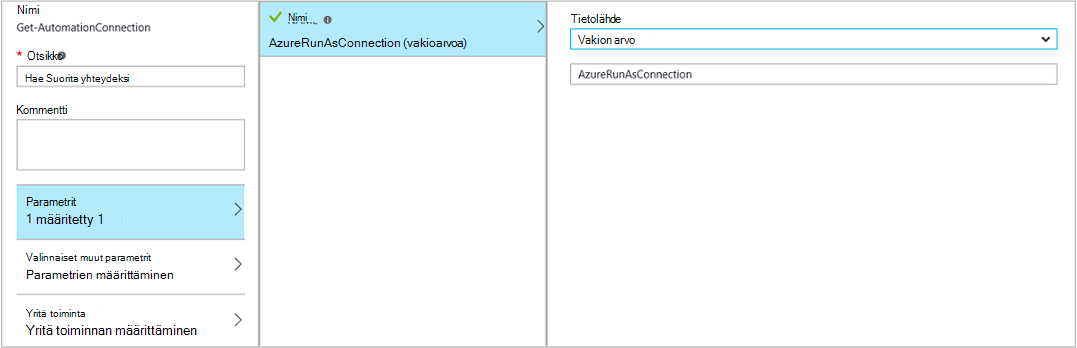 Nimi
Get-AutomationConnection
* Otsikko
Hae Suorita yhteydeksi
Kommentti
Parametrit
1 määritetty 1
Valinnaiset muut parametrit
Parametrien määrittäminen
Yritä toiminta
Yritä toiminnan määrittäminen
Nimi
AzureRunAsConnection (vakioarvoa)
Tietolähde
Vakion arvo
AzureRunAsConnection